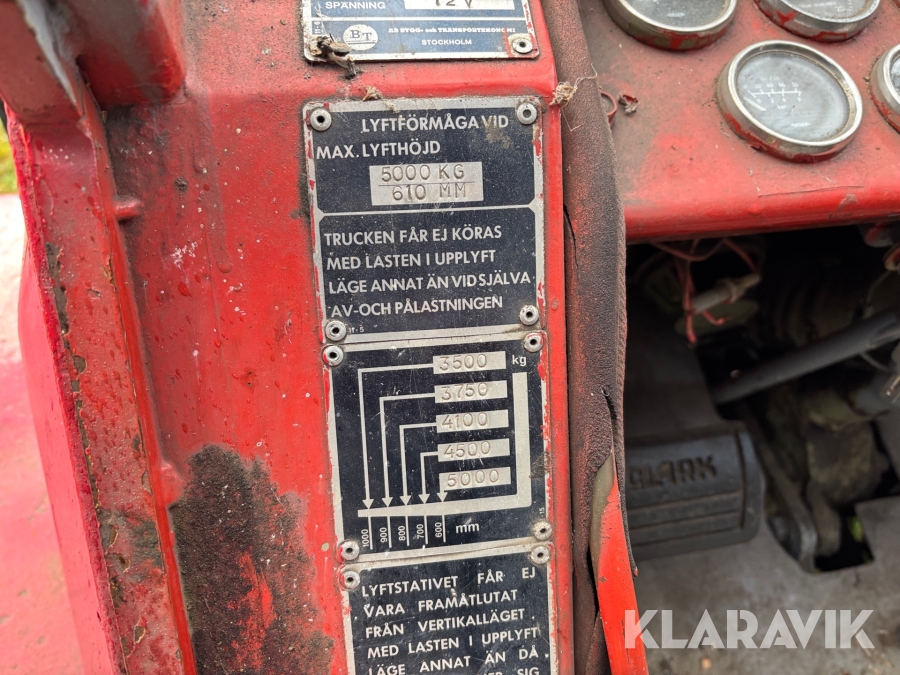 SPÄNNING 12V
BT
AB BYGG- och TRANSPORTEKONOMI
STOCKHOLM
LYFTFÖRMÅGA VID
MAX. LYFTHÖJD
5000 KG
610 MM
TRUCKEN FÅR EJ KÖRAS
MED LASTEN I UPPLYFT
LÄGE ANNAT ÄN VID SJÄLVA
AV-OCH PÅLASTNINGEN
3500 kg
3750
4100
4500
5000
1000 900 800 700 600 mm
15
LYFTSTATIVET FÅR EJ
VARA FRAMÅTLUTAT
FRÅN VERTIKALLÄGET
MED LASTEN I UPPLYFT
LÄGE ANNAT ÄN DÅ
SIG
CLARK
KLARAVIK